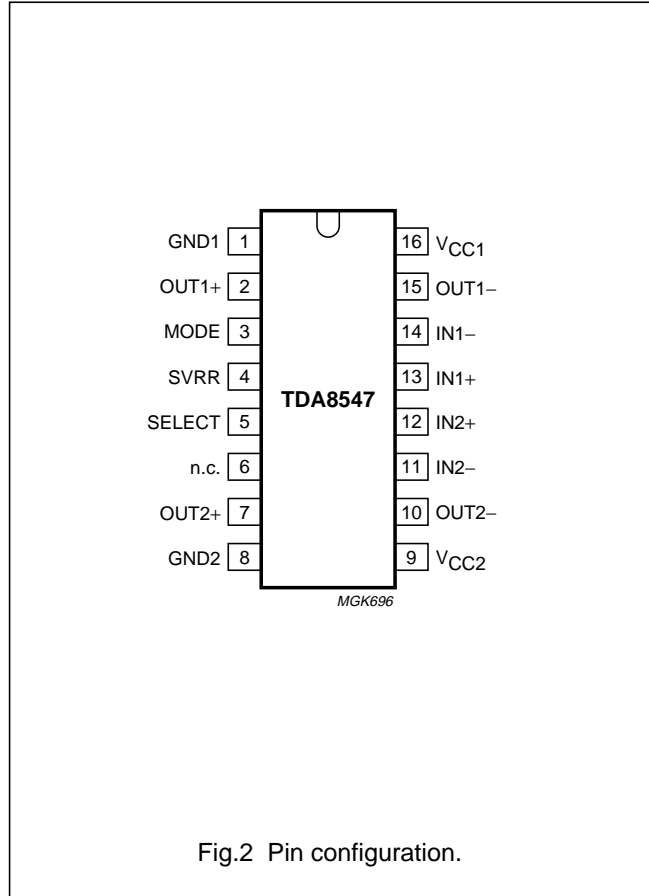 GND1 1 16 VCC1
OUT1+ 2 15 OUT1−
MODE 3 14 IN1−
SVRR 4 13 IN1+
TDA8547
SELECT 5 12 IN2+
n.c. 6 11 IN2−
OUT2+ 7 10 OUT2−
GND2 8 9 VCC2
MGK696
Fig.2 Pin configuration.